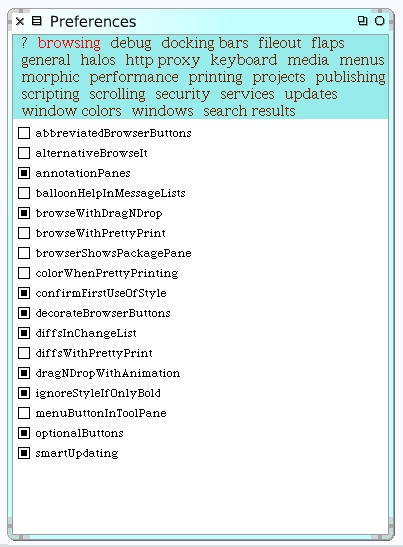 Preferences
? browsing debug docking bars fileout flaps
general halos http proxy keyboard media menus
morphic performance printing projects publishing
scripting scrolling security services updates
window colors windows search results
abbreviatedBrowserButtons
alternativeBrowseIt
annotationPanes
balloonHelpInMessageLists
browseWithDragNDrop
browseWithPrettyPrint
browserShowsPackagePane
colorWhenPrettyPrinting
confirmFirstUseOfStyle
decorateBrowserButtons
diffsInChangeList
diffsWithPrettyPrint
dragNDropWithAnimation
ignoreStyleIfOnlyBold
menuButtonInToolPane
optionalButtons
smartUpdating